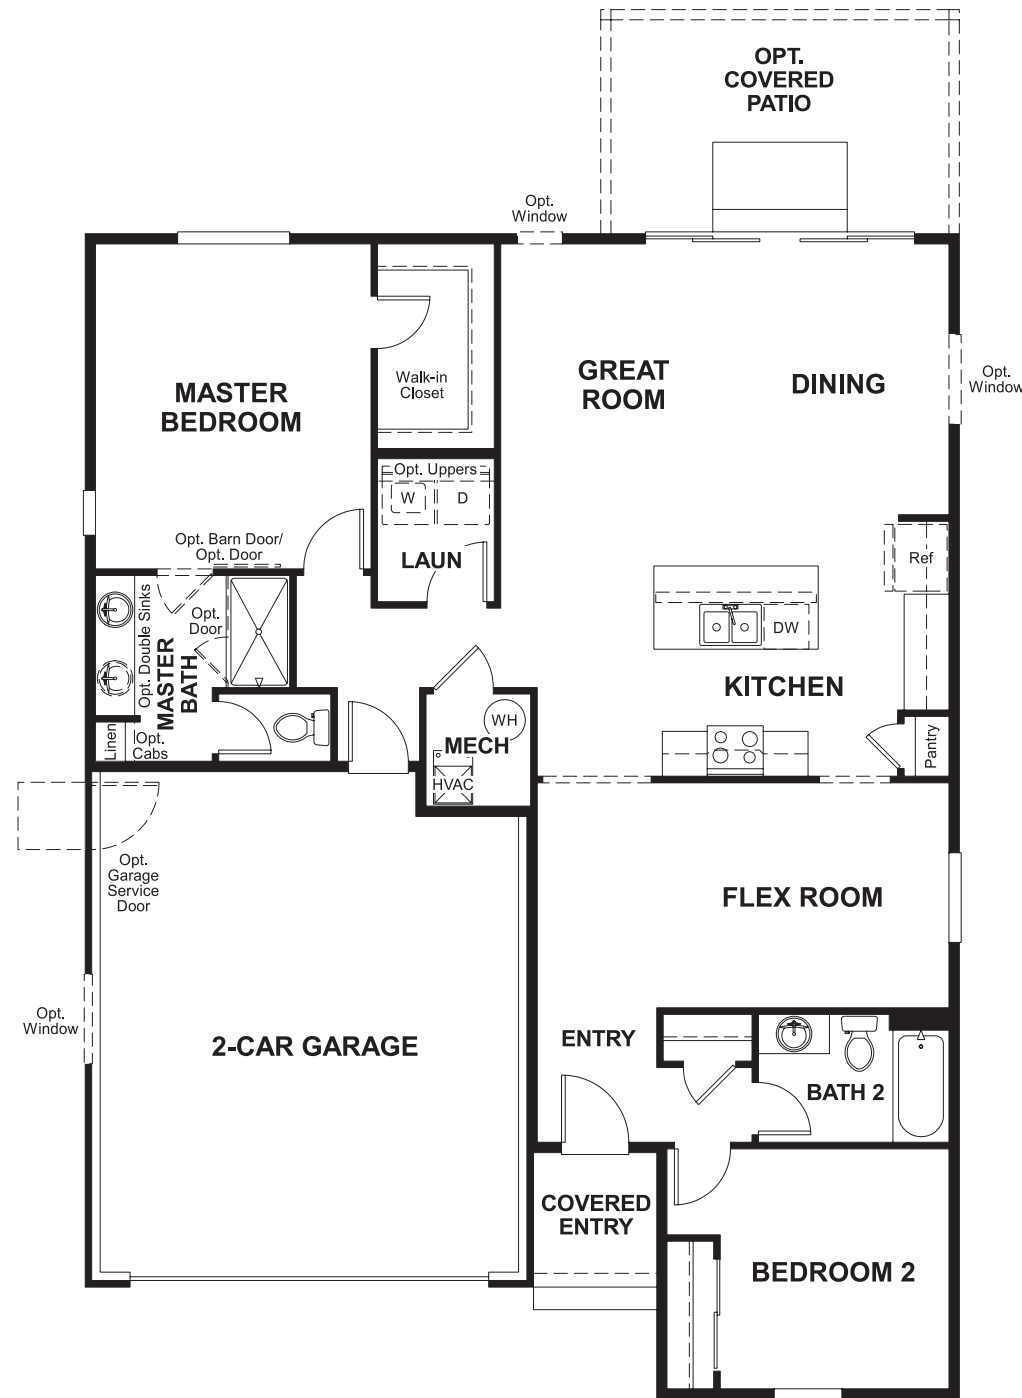 OPT.
COVERED
PATIO
Opt.
Window
GREAT
ROOM
DINING
Opt.
Window
MASTER
BEDROOM
Walk-in
Closet
Opt. Uppers
W
D
LAUN
Opt. Barn Door/
Opt. Door
Ref
Opt. Double Sinks
Opt.
Door
MASTER
BATH
DW
KITCHEN
WH
MECH
HVAC
Linen
Opt.
Cabs
Pantry
Opt.
Garage
Service
Door
FLEX ROOM
Opt.
Window
2-CAR GARAGE
ENTRY
BATH 2
COVERED
ENTRY
BEDROOM 2